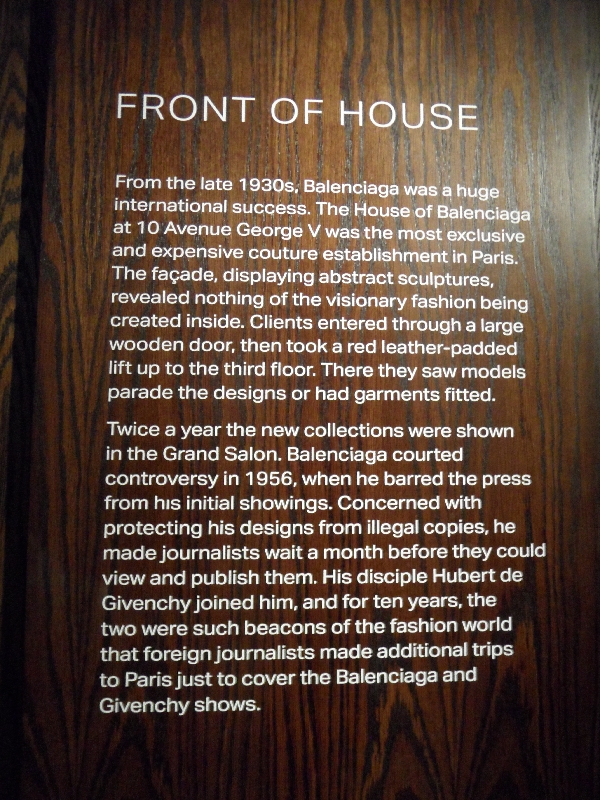 FRONT OF HOUSE
From the late 1930s, Balenciaga was a huge
international success. The House of Balenciaga
at 10 Avenue George V was the most exclusive
and expensive couture establishment in Paris.
The façade, displaying abstract sculptures,
revealed nothing of the visionary fashion being
created inside. Clients entered through a large
wooden door, then took a red leather-padded
lift up to the third floor. There they saw models
parade the designs or had garments fitted.
Twice a year the new collections were shown
in the Grand Salon. Balenciaga courted
controversy in 1956, when he barred the press
from his initial showings. Concerned with
protecting his designs from illegal copies, he
made journalists wait a month before they could
view and publish them. His disciple Hubert de
Givenchy joined him, and for ten years, the
two were such beacons of the fashion world
that foreign journalists made additional trips
to Paris just to cover the Balenciaga and
Givenchy shows.